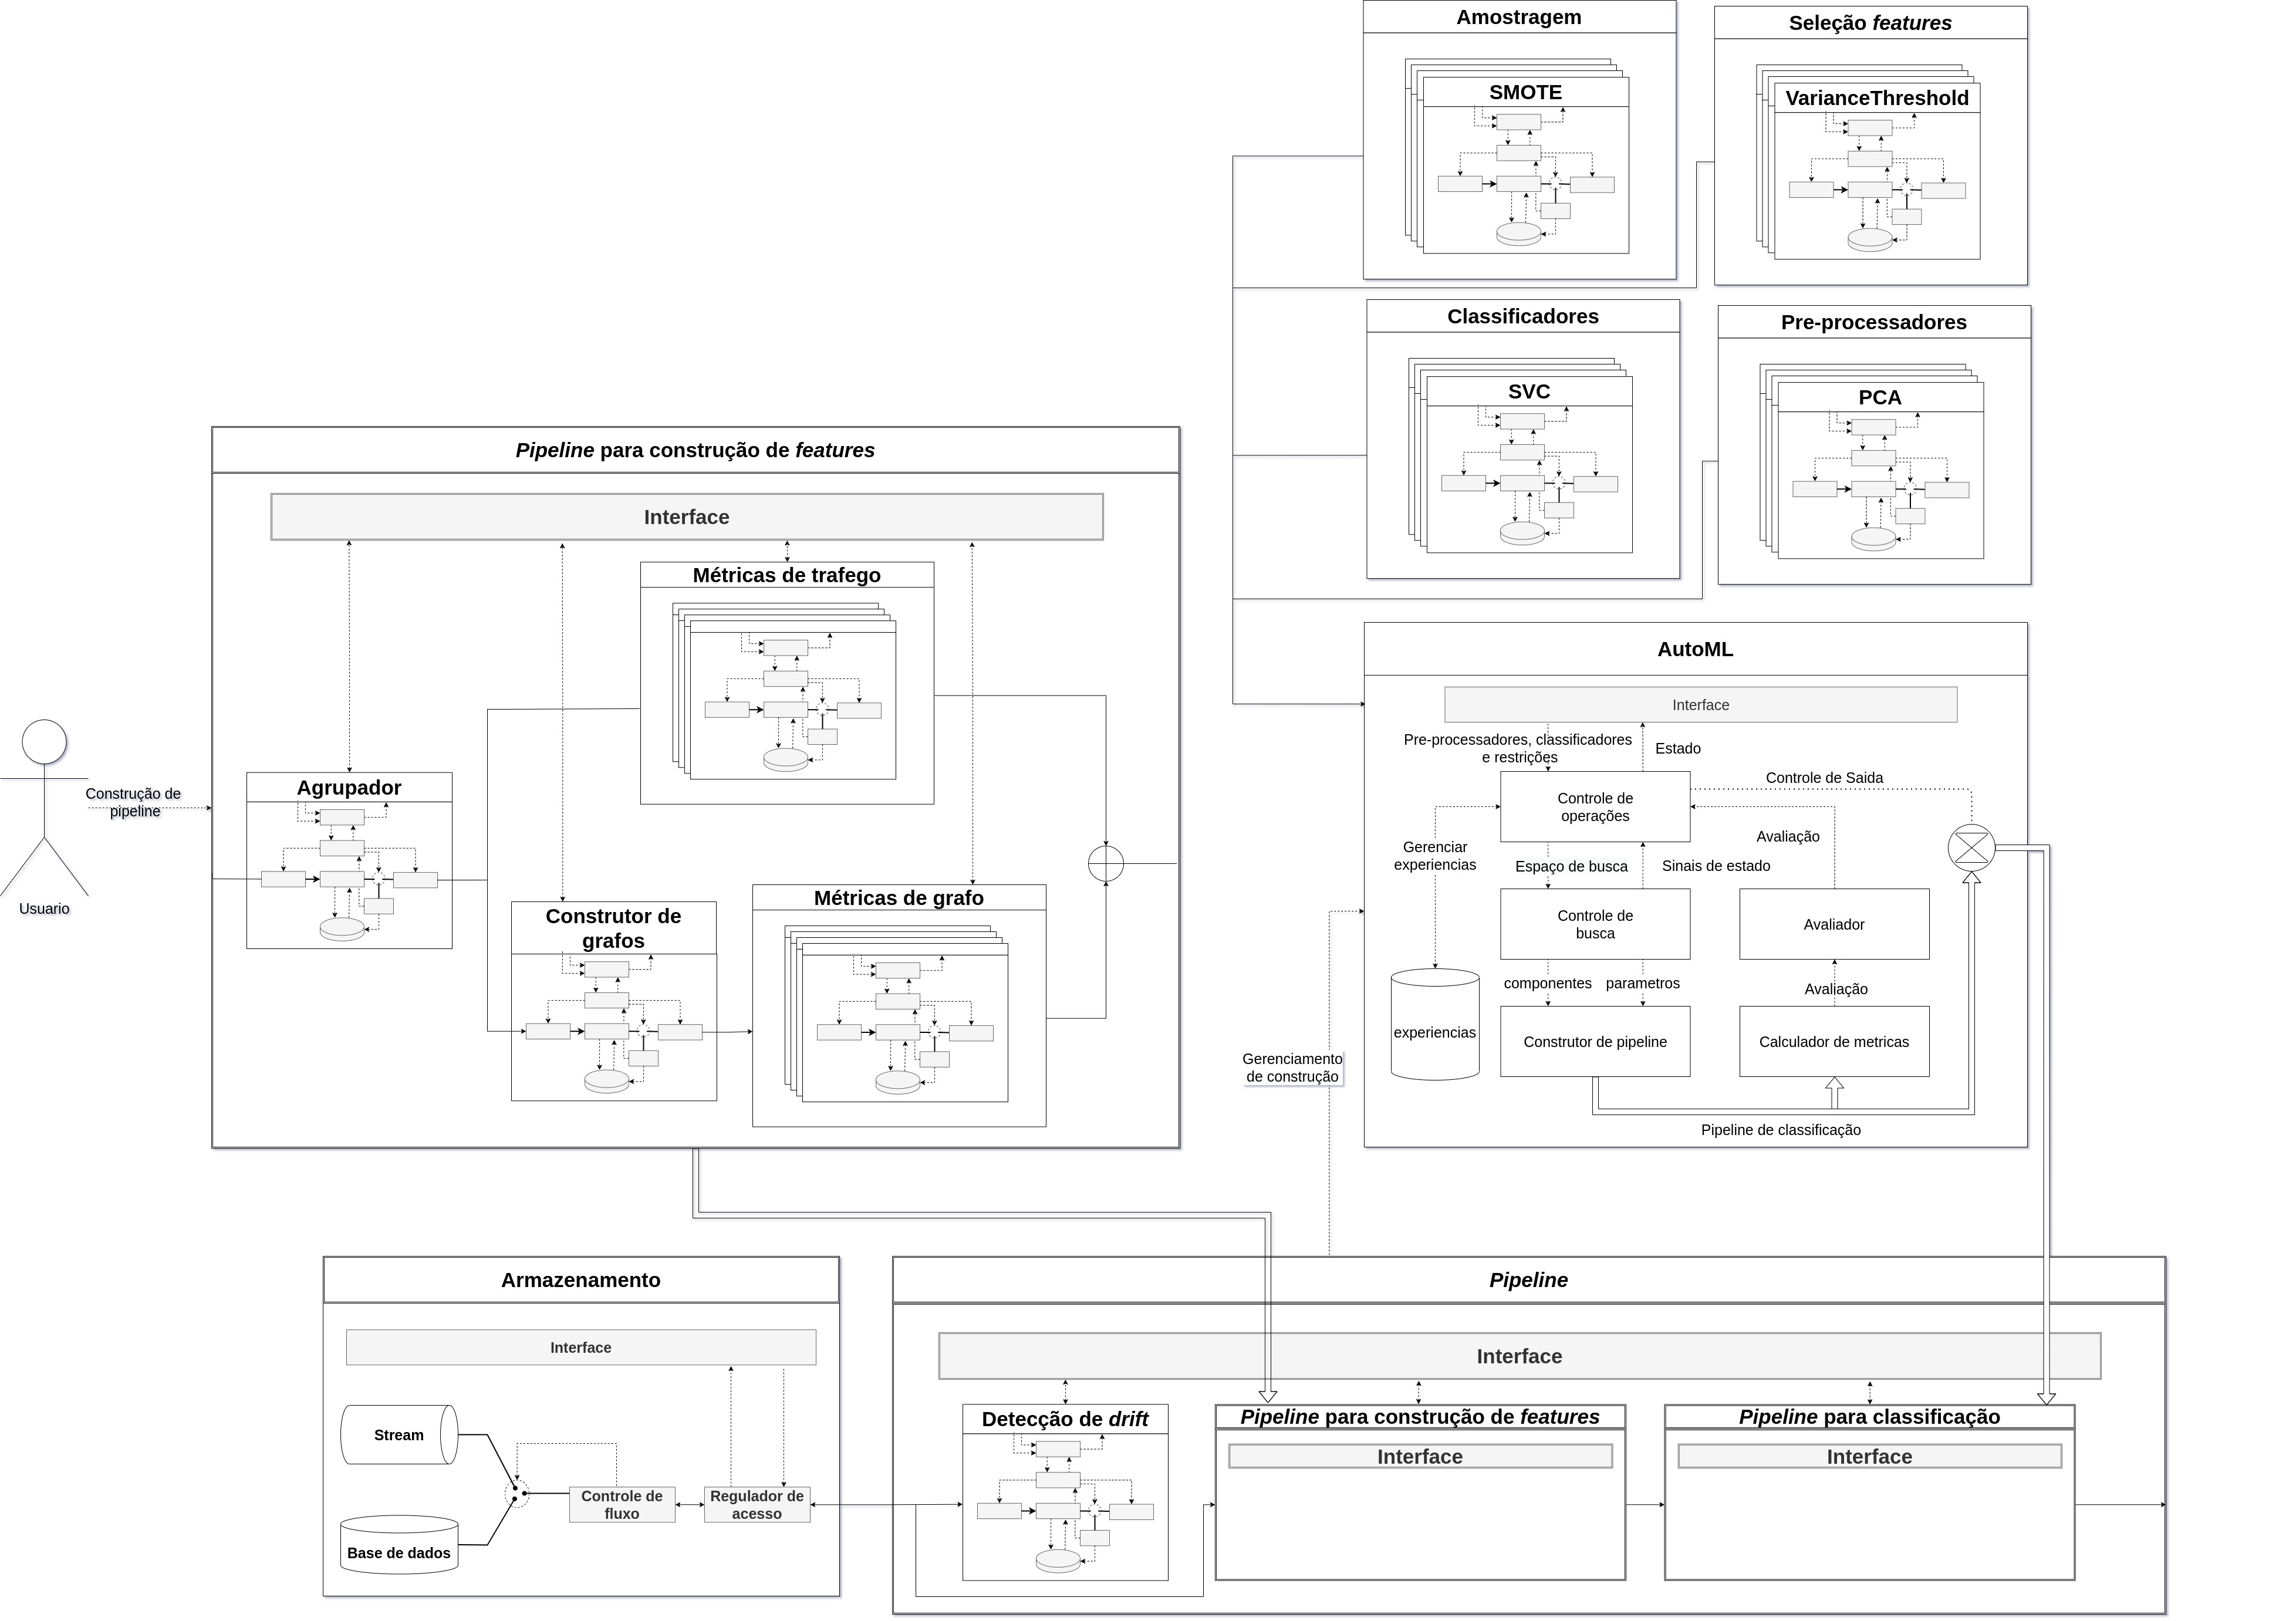 Amostragem
SMOTE
Seleção features
VarianceThreshold
Classificadores
SVC
Pre-processadores
PCA
Pipeline para construção de features
Interface
Métricas de trafego
Agrupador
Construtor de
grafos
Métricas de grafo
Construção de
pipeline
Usuario
AutoML
Interface
Pre-processadores, classificadores
e restrições
Estado
Controle de Saida
Controle de
operações
Gerenciar
experiencias
Avaliação
Espaço de busca
Sinais de estado
Controle de
busca
Avaliador
componentes
parametros
Avaliação
experiencias
Construtor de pipeline
Calculador de metricas
Pipeline de classificação
Gerenciamento
de construção
Armazenamento
Interface
Stream
Controle de
fluxo
Regulador de
acesso
Base de dados
Pipeline
Interface
Detecção de drift
Pipeline para construção de features
Interface
Pipeline para classificação
Interface